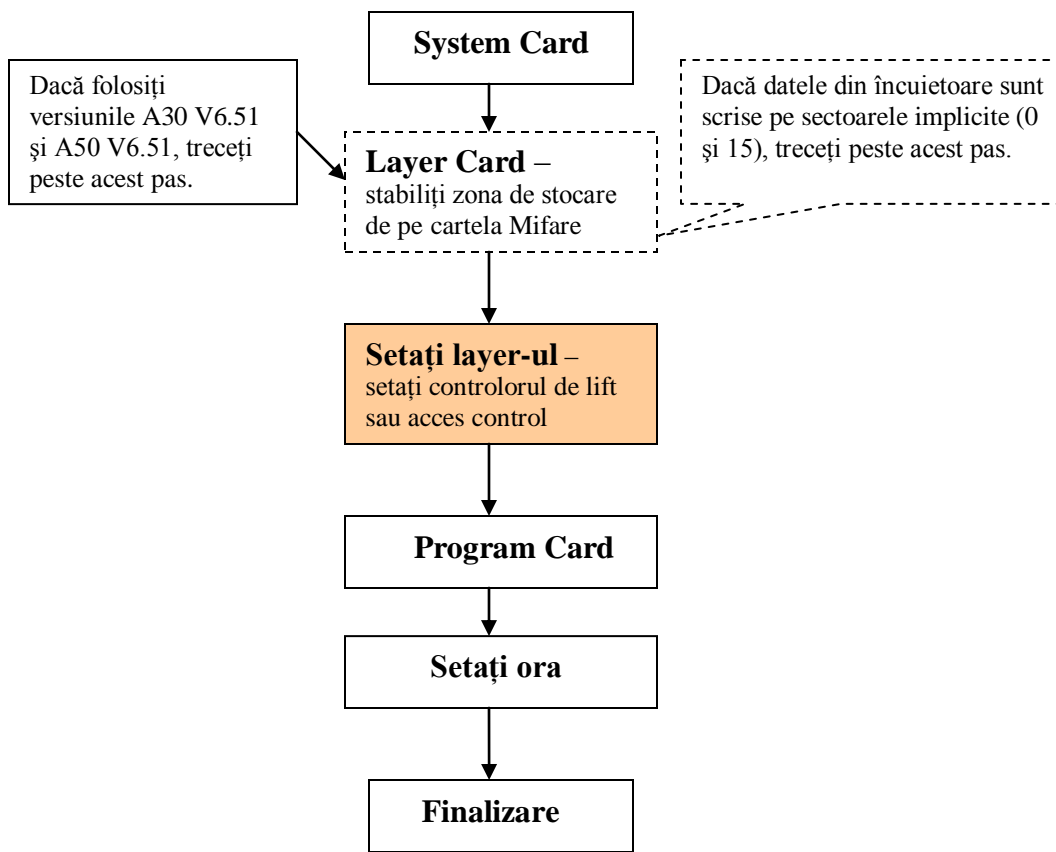 System Card
Dacă folosiți
versiunile A30 V6.51
şi A50 V6.51, treceți
peste acest pas.
Dacă datele din încuietoare sunt
scrise pe sectoarele implicite (0
şi 15), treceți peste acest pas.
Layer Card –
stabiliți zona de stocare
de pe cartela Mifare
Setați layer-ul –
setați controlorul de lift
sau acces control
Program Card
Setați ora
Finalizare